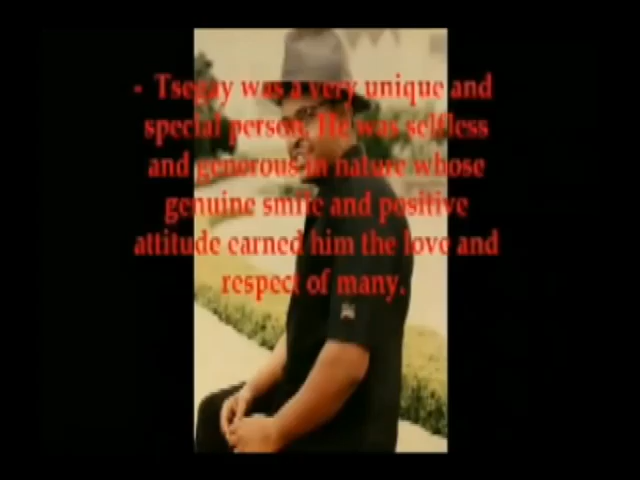 - Tsegay was a very unique and
special person. He was selfless
and generous in nature whose
genuine smile and positive
attitude earned him the love and
respect of many.